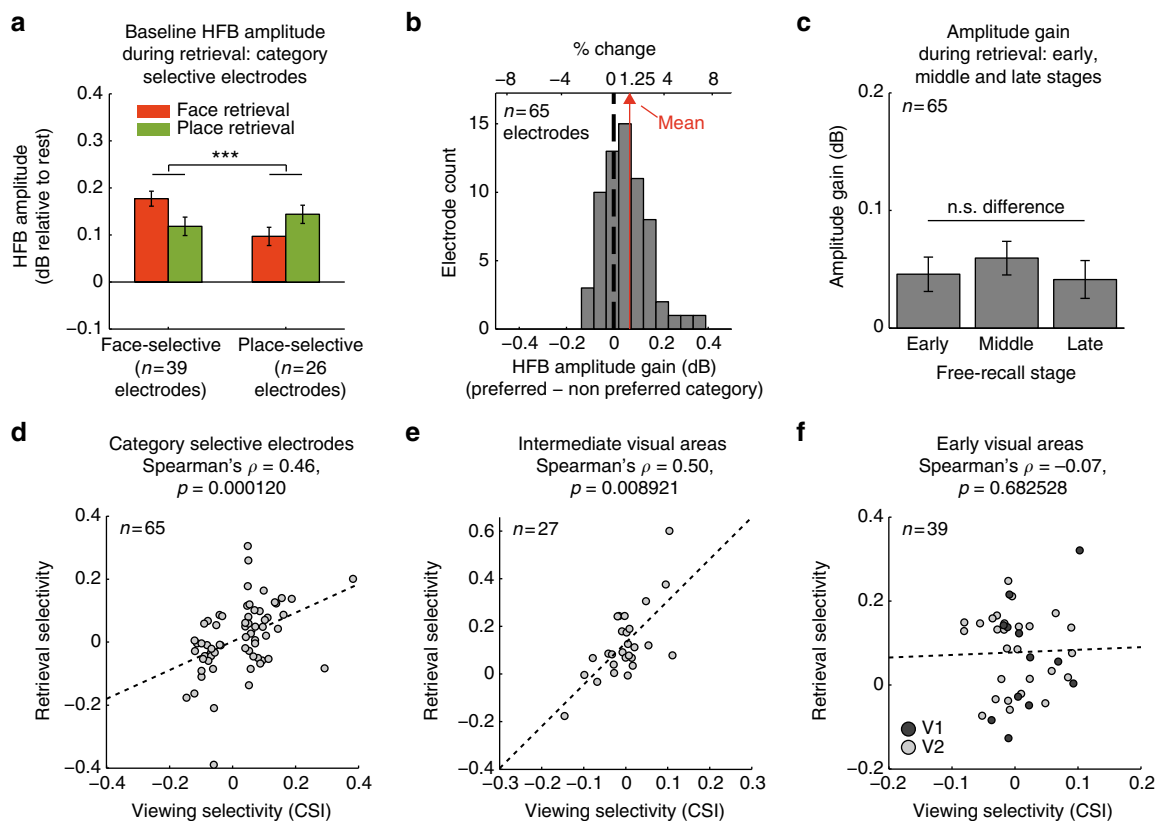 a
Baseline HFB amplitude
during retrieval: category
selective electrodes
0.4
0.3
0.2
0.1
0
−0.1
HFB amplitude
(dB relative to rest)
Face retrieval
Place retrieval
***
Face-selective
(n=39
electrodes)
Place-selective
(n=26
electrodes)
b
% change
−8 −4 0 1.25 4 8
n=65
electrodes
Mean
15
10
5
0
Electrode count
−0.4 −0.2 0 0.2 0.4
HFB amplitude gain (dB)
(preferred − non preferred category)
c
Amplitude gain
during retrieval: early,
middle and late stages
0.2
0.1
0
n=65
Amplitude gain (dB)
n.s. difference
Early Middle Late
Free-recall stage
d
Category selective electrodes
Spearman's ρ = 0.46,
p = 0.000120
n=65
0.4
0.2
0
−0.2
−0.4
Retrieval selectivity
−0.4 −0.2 0 0.2 0.4
Viewing selectivity (CSI)
e
Intermediate visual areas
Spearman's ρ = 0.50,
p = 0.008921
n=27
0.6
0.4
0.2
0
−0.2
−0.4
Retrieval selectivity
−0.3 −0.2 −0.1 0 0.1 0.2 0.3
Viewing selectivity (CSI)
f
Early visual areas
Spearman's ρ = −0.07,
p = 0.682528
n=39
0.4
0.2
0
−0.2
Retrieval selectivity
V1
V2
−0.2 −0.1 0 0.1 0.2
Viewing selectivity (CSI)